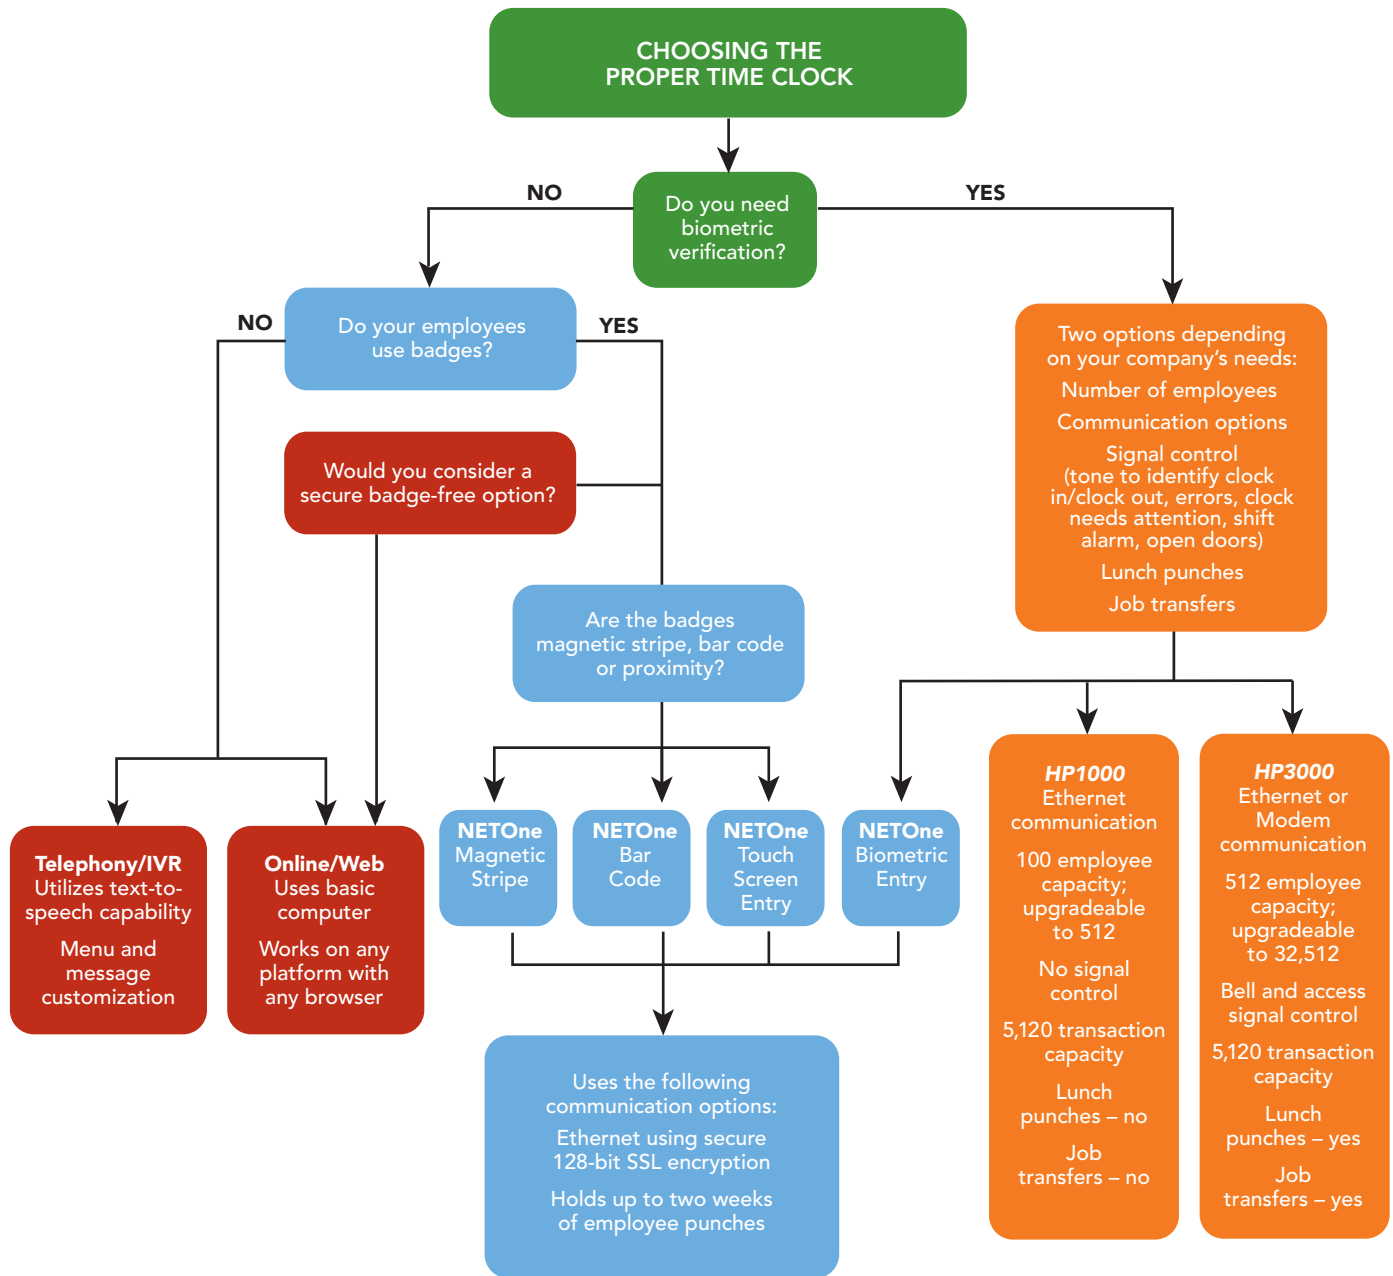 CHOOSING THE
PROPER TIME CLOCK
NO
YES
Do you need
biometric
verification?
NO
Do your employees
use badges?
YES
Two options depending
on your company’s needs:
Number of employees
Communication options
Signal control
(tone to identify clock
in/clock out, errors, clock
needs attention, shift
alarm, open doors)
Lunch punches
Job transfers
Would you consider a
secure badge-free option?
Are the badges
magnetic stripe, bar code
or proximity?
Telephony/IVR
Utilizes text-to-
speech capability
Menu and
message
customization
Online/Web
Uses basic
computer
Works on any
platform with
any browser
NETOne
Magnetic
Stripe
NETOne
Bar
Code
NETOne
Touch
Screen
Entry
NETOne
Biometric
Entry
HP1000
Ethernet
communication
100 employee
capacity;
upgradeable
to 512
No signal
control
5,120 transaction
capacity
Lunch
punches – no
Job
transfers – no
HP3000
Ethernet or
Modem
communication
512 employee
capacity;
upgradeable
to 32,512
Bell and access
signal control
5,120 transaction
capacity
Lunch
punches – yes
Job
transfers – yes
Uses the following
communication options:
Ethernet using secure
128-bit SSL encryption
Holds up to two weeks
of employee punches